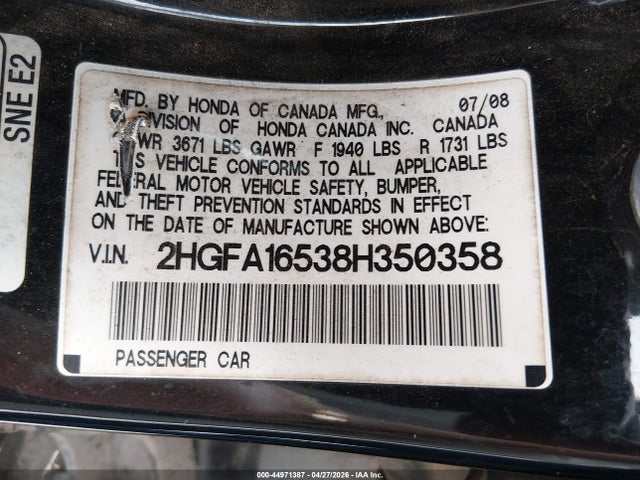 SNE E2
MFD. BY HONDA OF CANADA MFG., 07/08
DIVISION OF HONDA CANADA INC. CANADA
GVWR 3671 LBS GAWR F 1940 LBS R 1731 LBS
THIS VEHICLE CONFORMS TO ALL APPLICABLE
FEDERAL MOTOR VEHICLE SAFETY, BUMPER,
AND THEFT PREVENTION STANDARDS IN EFFECT
ON THE DATE OF MANUFACTURE SHOWN ABOVE:
V.I.N. 2HGFA16538H350358
PASSENGER CAR
000-44971387 - 04/27/2026 - IAA Inc.